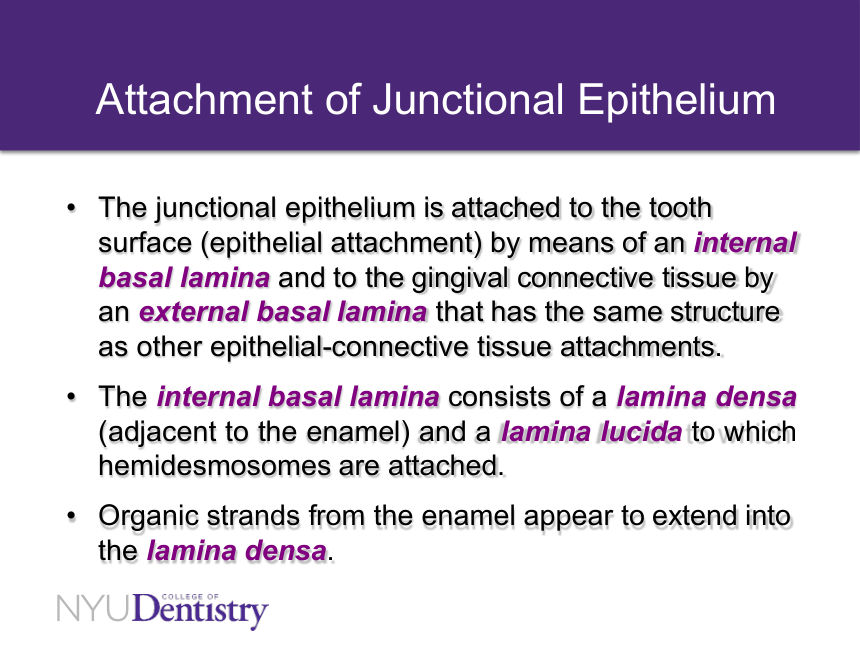 Attachment of Junctional Epithelium
• The junctional epithelium is attached to the tooth
surface (epithelial attachment) by means of an internal
basal lamina and to the gingival connective tissue by
an external basal lamina that has the same structure
as other epithelial-connective tissue attachments.
• The internal basal lamina consists of a lamina densa
(adjacent to the enamel) and a lamina lucida to which
hemidesmosomes are attached.
• Organic strands from the enamel appear to extend into
the lamina densa.
COLLEGE OF
NYU Dentistry